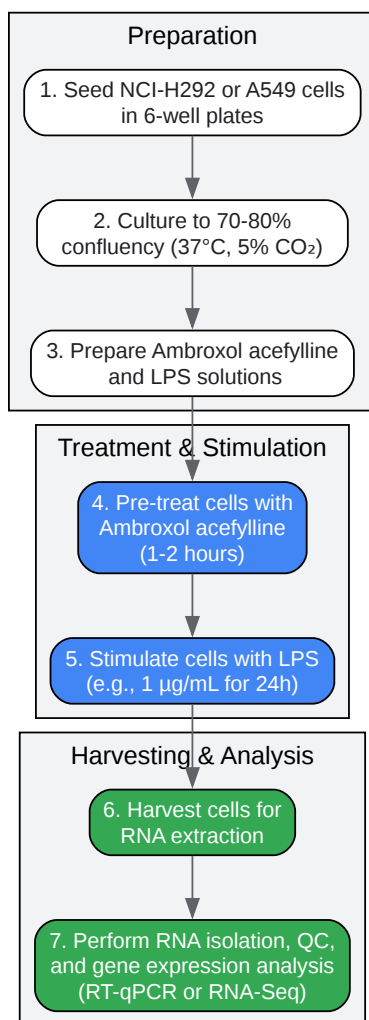 Preparation
1. Seed NCI-H292 or A549 cells
in 6-well plates
2. Culture to 70-80%
confluency (37°C, 5% CO₂)
3. Prepare Ambroxol acefylline
and LPS solutions
Treatment & Stimulation
4. Pre-treat cells with
Ambroxol acefylline
(1-2 hours)
5. Stimulate cells with LPS
(e.g., 1 µg/mL for 24h)
Harvesting & Analysis
6. Harvest cells for
RNA extraction
7. Perform RNA isolation, QC,
and gene expression analysis
(RT-qPCR or RNA-Seq)